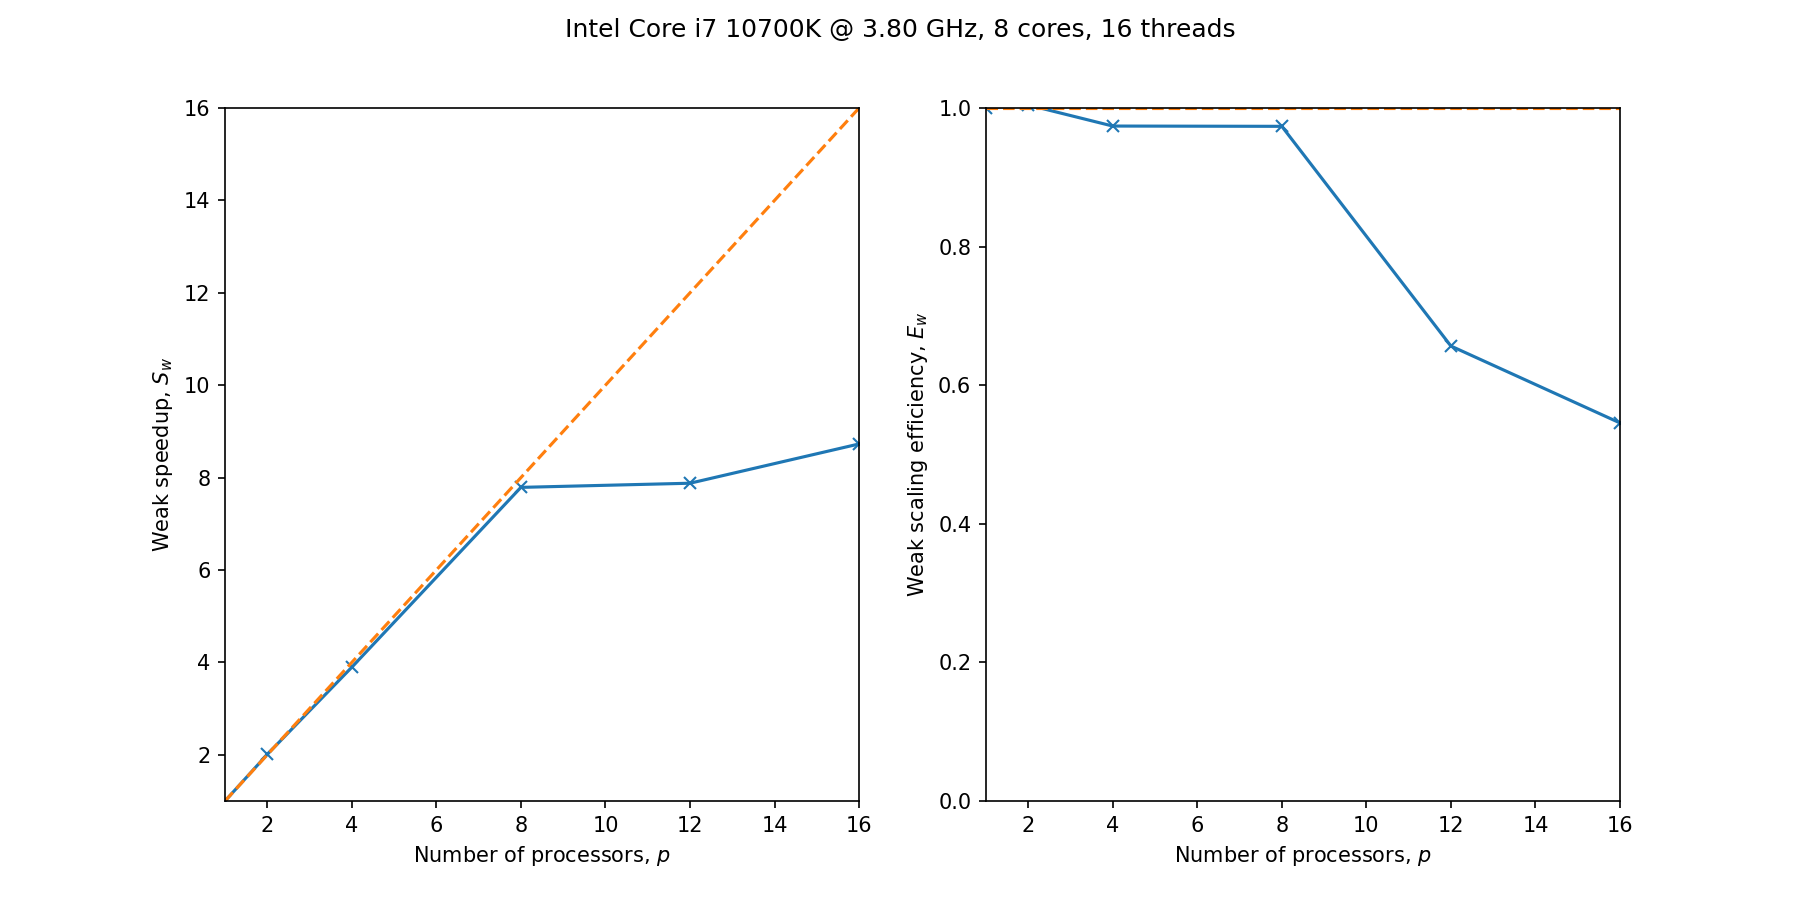 Intel Core i7 10700K @ 3.80 GHz, 8 cores, 16 threads
16
14
12
10
8
6
4
2
Weak speedup, S_w
2 4 6 8 10 12 14 16
Number of processors, p
1.0
0.8
0.6
0.4
0.2
0.0
Weak scaling efficiency, E_w
2 4 6 8 10 12 14 16
Number of processors, p